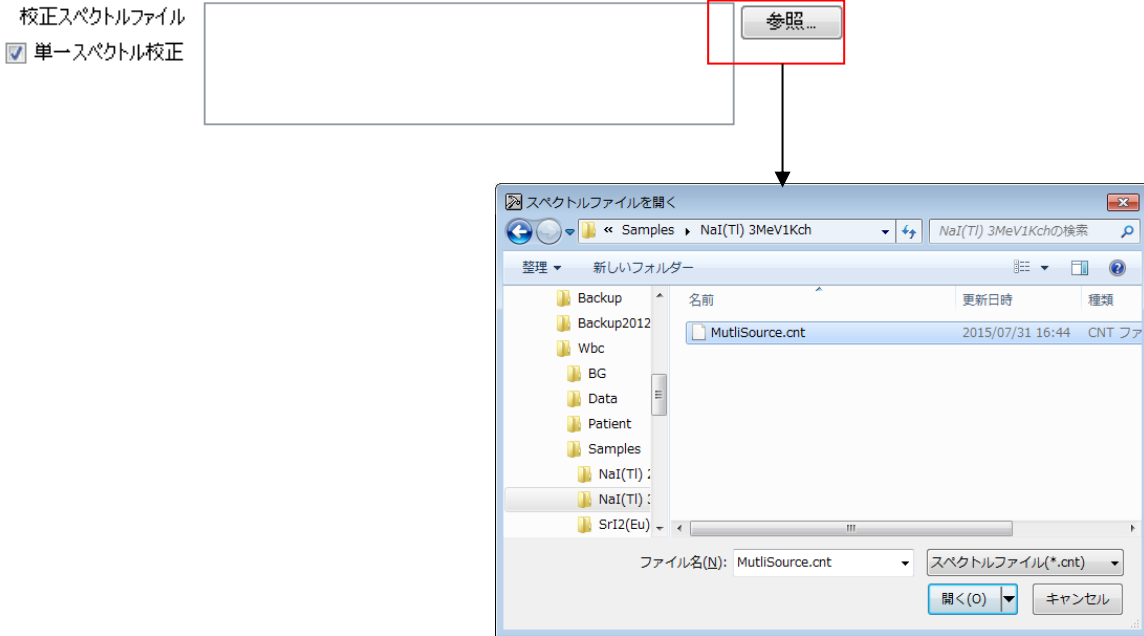 校正スペクトルファイル
参照...
単一スペクトル校正
スペクトルファイルを開く
« Samples ▸ NaI(Tl) 3MeV1Kch
NaI(Tl) 3MeV1Kchの検索
整理
新しいフォルダー
Backup
Backup2012
Wbc
BG
Data
Patient
Samples
NaI(Tl) 2
NaI(Tl) 3
SrI2(Eu)
名前 更新日時 種類
MutliSource.cnt 2015/07/31 16:44 CNT ファ
ファイル名(N): MutliSource.cnt スペクトルファイル(*.cnt)
開く(O) キャンセル